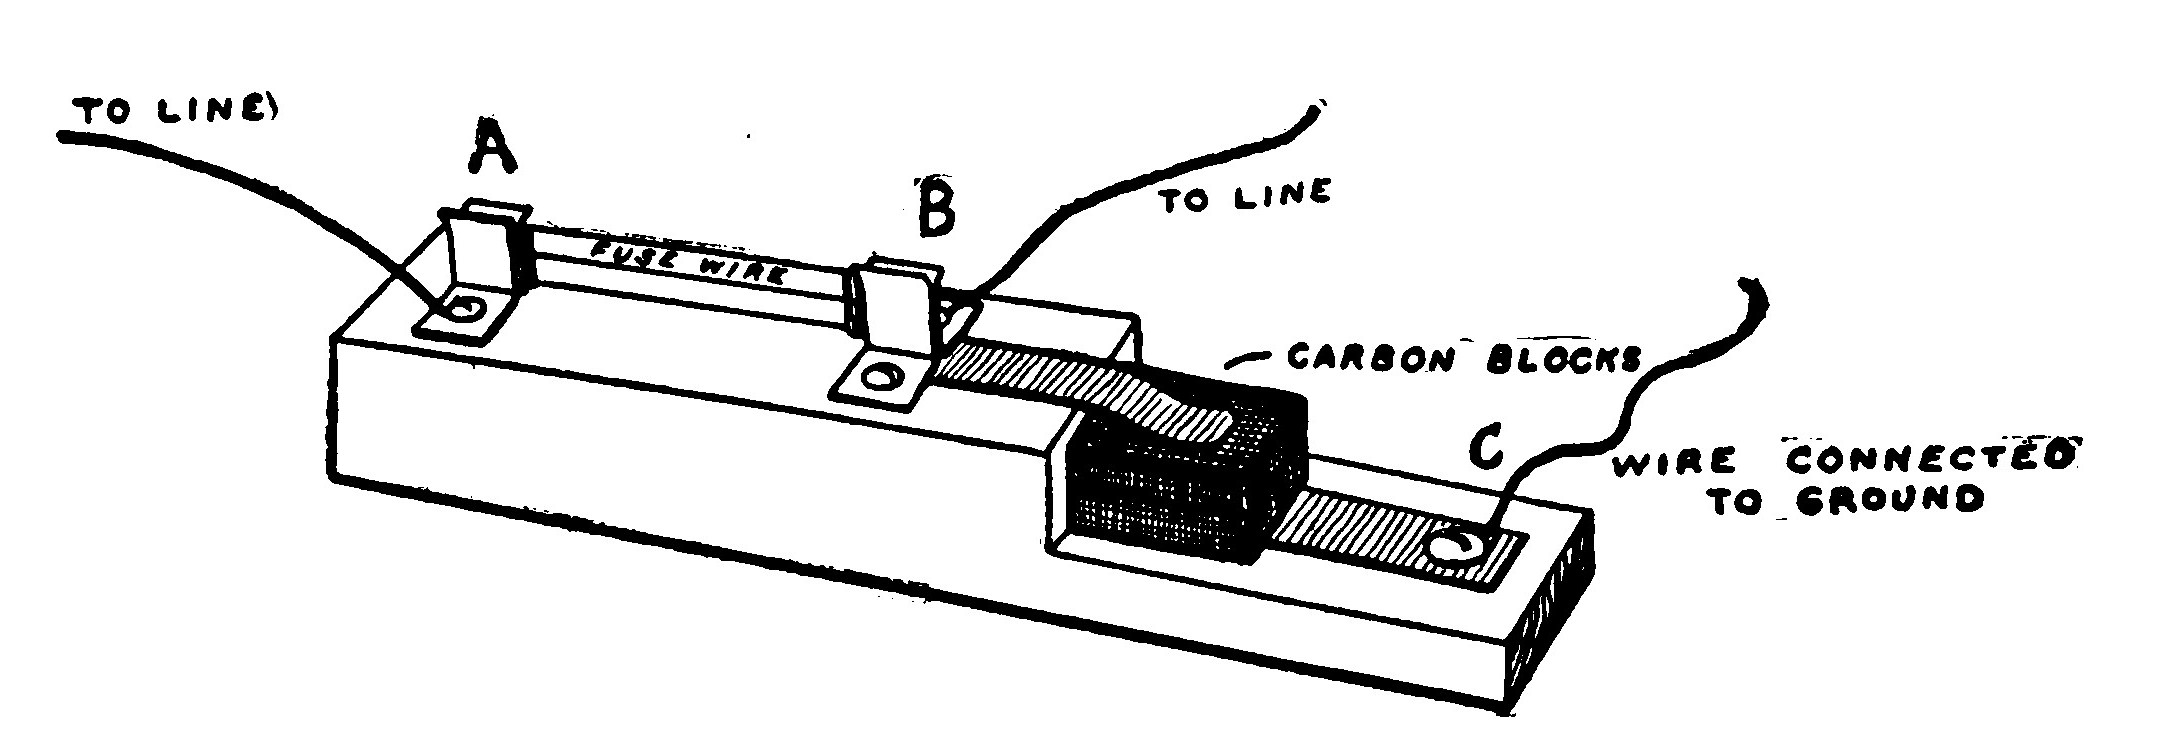 TO LINE
A
B
TO LINE
FUSE WIRE
CARBON BLOCKS
C
WIRE CONNECTED
TO GROUND